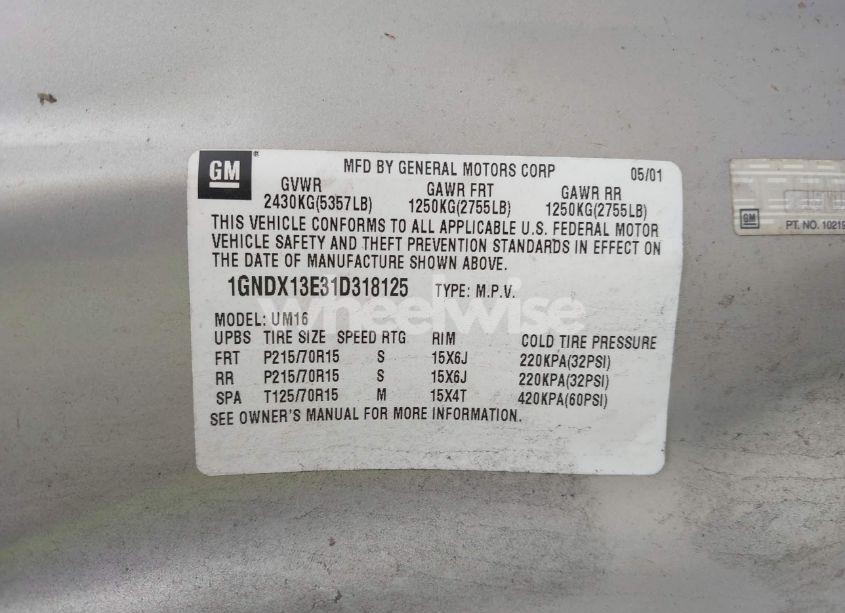 GM
MFD BY GENERAL MOTORS CORP 05/01
GVWR GAWR FRT GAWR RR
2430KG(5357LB) 1250KG(2755LB) 1250KG(2755LB)
THIS VEHICLE CONFORMS TO ALL APPLICABLE U.S. FEDERAL MOTOR
VEHICLE SAFETY AND THEFT PREVENTION STANDARDS IN EFFECT ON
THE DATE OF MANUFACTURE SHOWN ABOVE.
1GNDX13E31D318125 TYPE: M.P.V.
MODEL: UM16
UPBS TIRE SIZE SPEED RTG RIM COLD TIRE PRESSURE
FRT P215/70R15 S 15X6J 220KPA(32PSI)
RR P215/70R15 S 15X6J 220KPA(32PSI)
SPA T125/70R15 M 15X4T 420KPA(60PSI)
SEE OWNER'S MANUAL FOR MORE INFORMATION.
wheelwise
GM
PT. NO. 10219